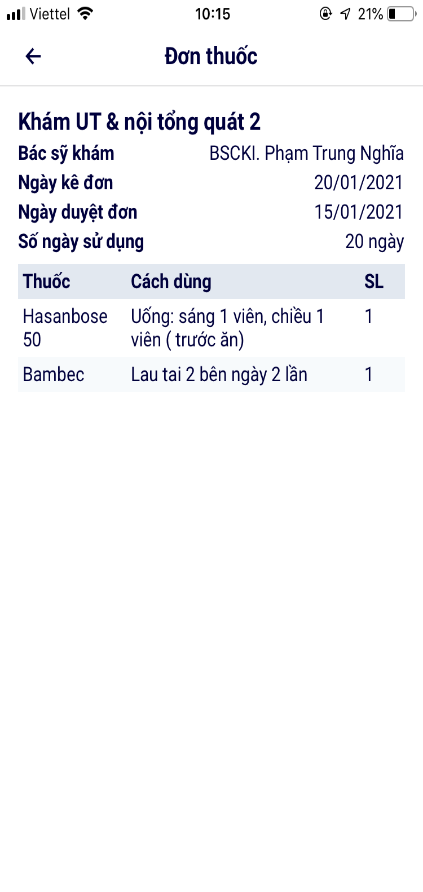 Viettel 10:15 21%
Đơn thuốc
Khám UT & nội tổng quát 2
Bác sỹ khám BSCKI. Phạm Trung Nghĩa
Ngày kê đơn 20/01/2021
Ngày duyệt đơn 15/01/2021
Số ngày sử dụng 20 ngày
Thuốc Cách dùng SL
Hasanbose Uống: sáng 1 viên, chiều 1 1
50 viên ( trước ăn)
Bambec Lau tai 2 bên ngày 2 lần 1